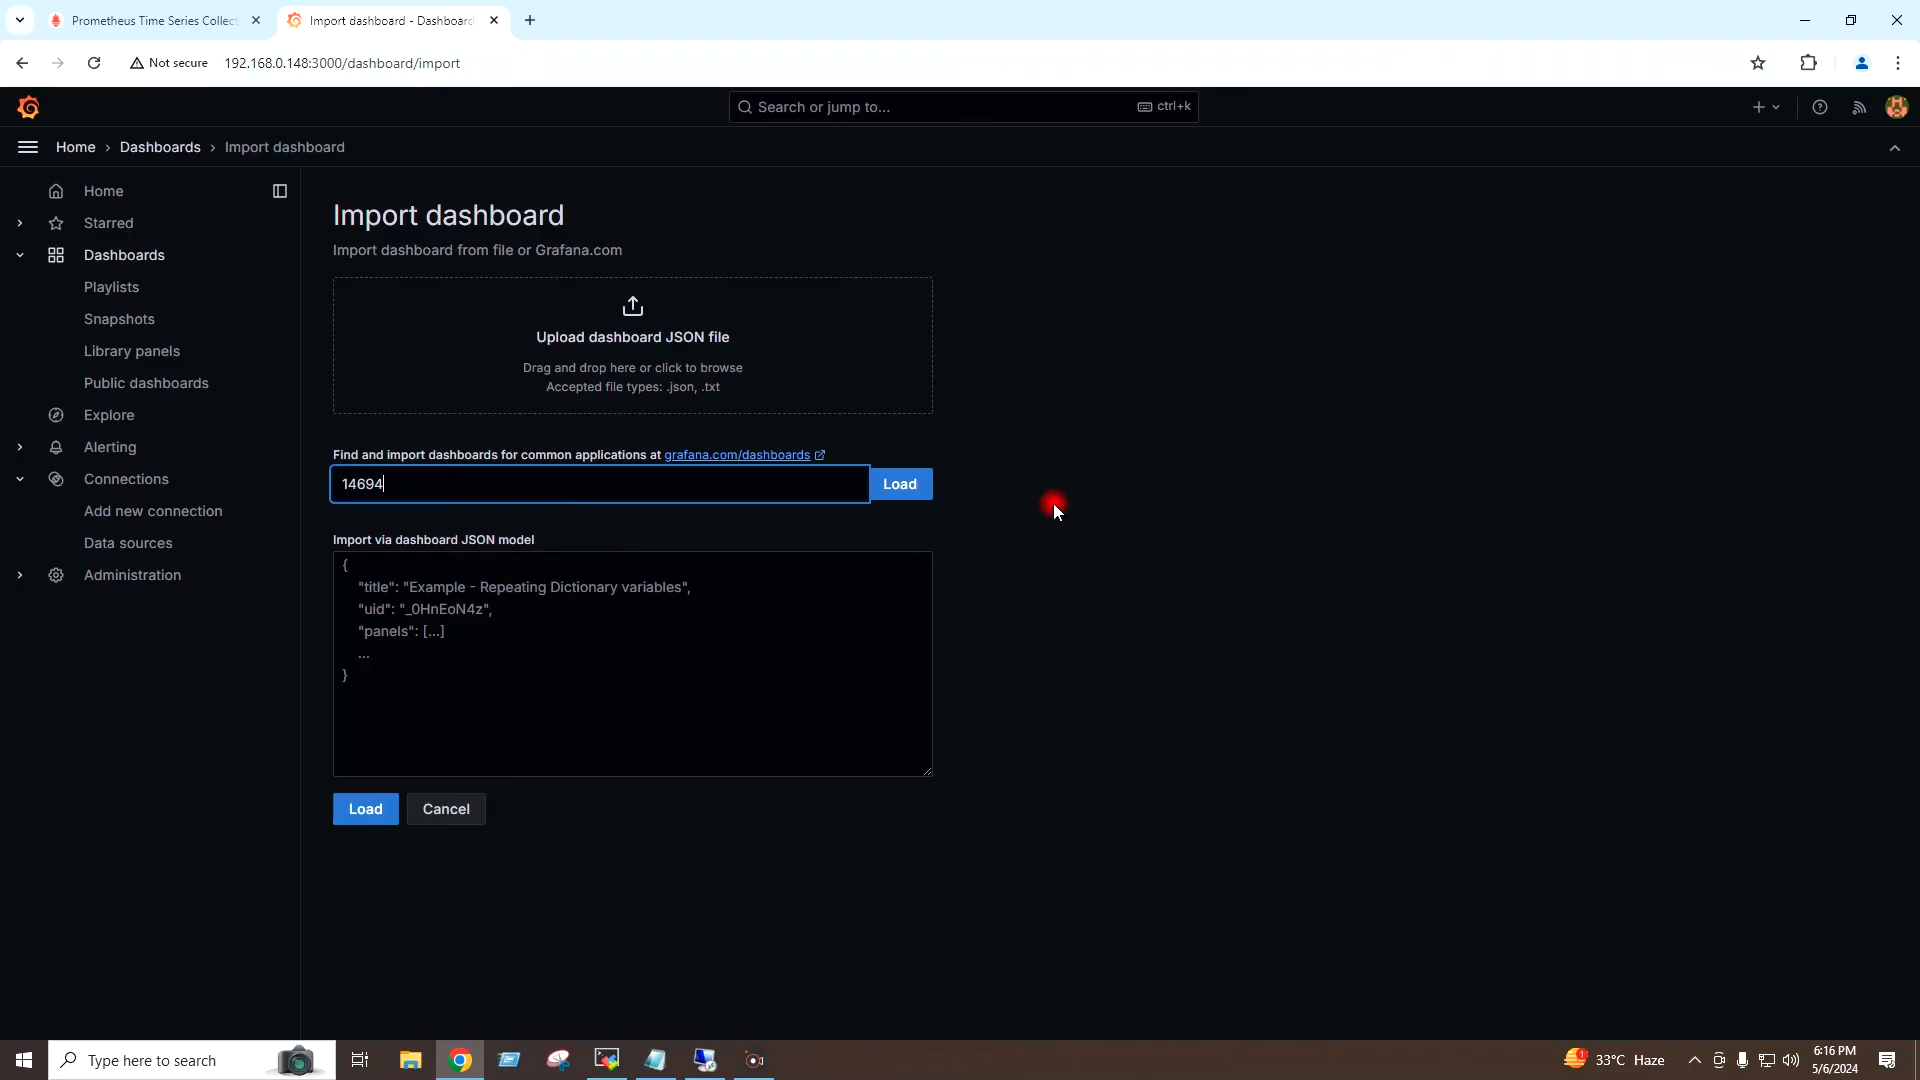 Prometheus Time Series Collect
Import dashboard - Dashboard
Not secure
192.168.0.148:3000/dashboard/import
Search or jump to...
ctrl+k
Home › Dashboards › Import dashboard
Home
Starred
Dashboards
Playlists
Snapshots
Library panels
Public dashboards
Explore
Alerting
Connections
Add new connection
Data sources
Administration
Import dashboard
Import dashboard from file or Grafana.com
Upload dashboard JSON file
Drag and drop here or click to browse
Accepted file types: .json, .txt
Find and import dashboards for common applications at grafana.com/dashboards
14694
Load
Import via dashboard JSON model
{
"title": "Example - Repeating Dictionary variables",
"uid": "_0HnEoN4z",
"panels": [...]
...
}
Load
Cancel
Type here to search
1
33°C Haze
6:16 PM
5/6/2024